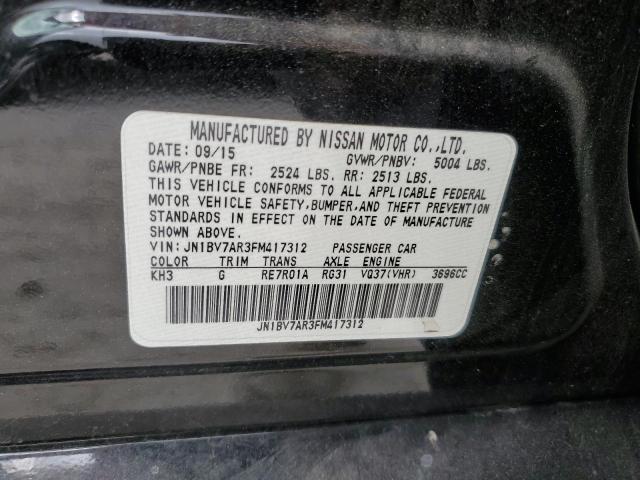 MANUFACTURED BY NISSAN MOTOR CO.,LTD.
DATE: 09/15 GVWR/PNBV: 5004 LBS.
GAWR/PNBE FR: 2524 LBS. RR: 2513 LBS.
THIS VEHICLE CONFORMS TO ALL APPLICABLE FEDERAL
MOTOR VEHICLE SAFETY, BUMPER, AND THEFT PREVENTION
STANDARDS IN EFFECT ON THE DATE OF MANUFACTURE
SHOWN ABOVE.
VIN: JN1BV7AR3FM417312 PASSENGER CAR
COLOR TRIM TRANS AXLE ENGINE
KH3 G RE7R01A RG31 VQ37(VHR) 3696CC
JN1BV7AR3FM417312